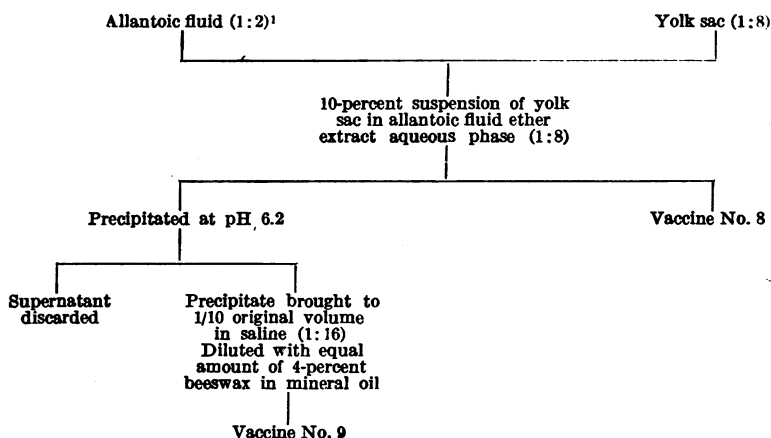 Allantoic fluid (1:2)¹
Yolk sac (1:8)
10-percent suspension of yolk
sac in allantoic fluid ether
extract aqueous phase (1:8)
Precipitated at pH 6.2
Vaccine No. 8
Supernatant
discarded
Precipitate brought to
1/10 original volume
in saline (1:16)
Diluted with equal
amount of 4-percent
beeswax in mineral oil
Vaccine No. 9